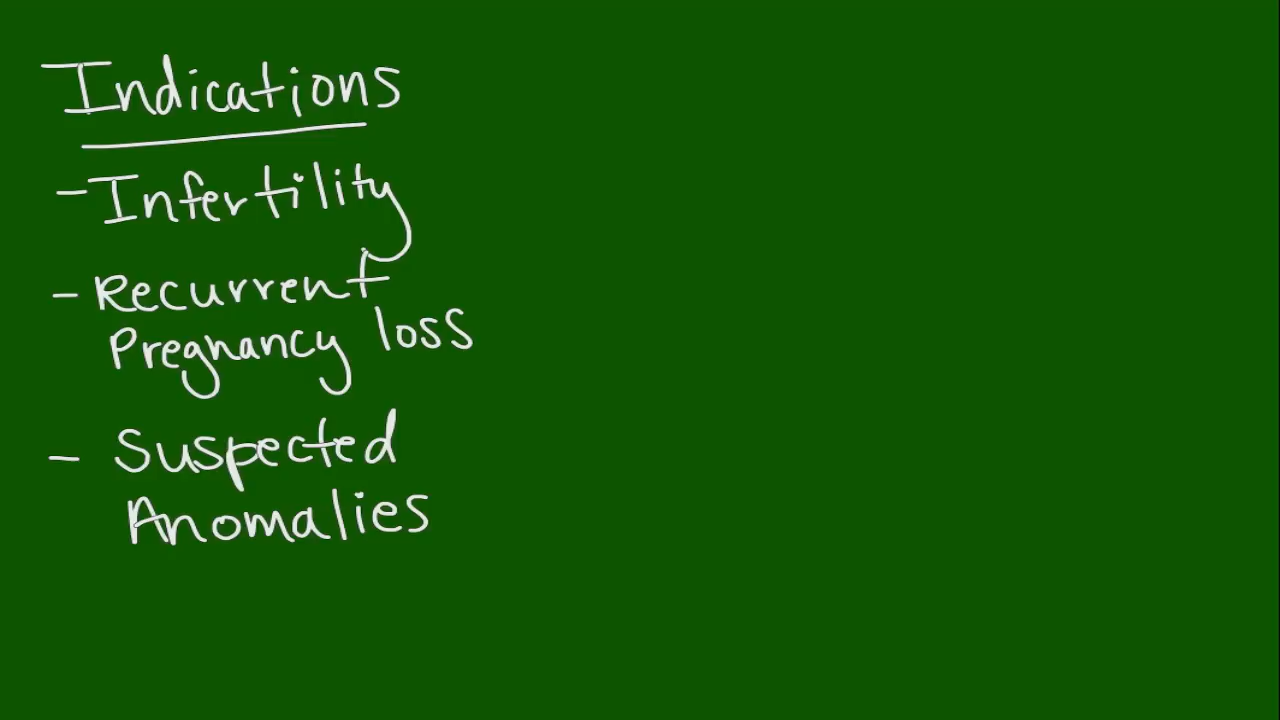 Indications
- Infertility
- Recurrent
Pregnancy loss
- Suspected
Anomalies